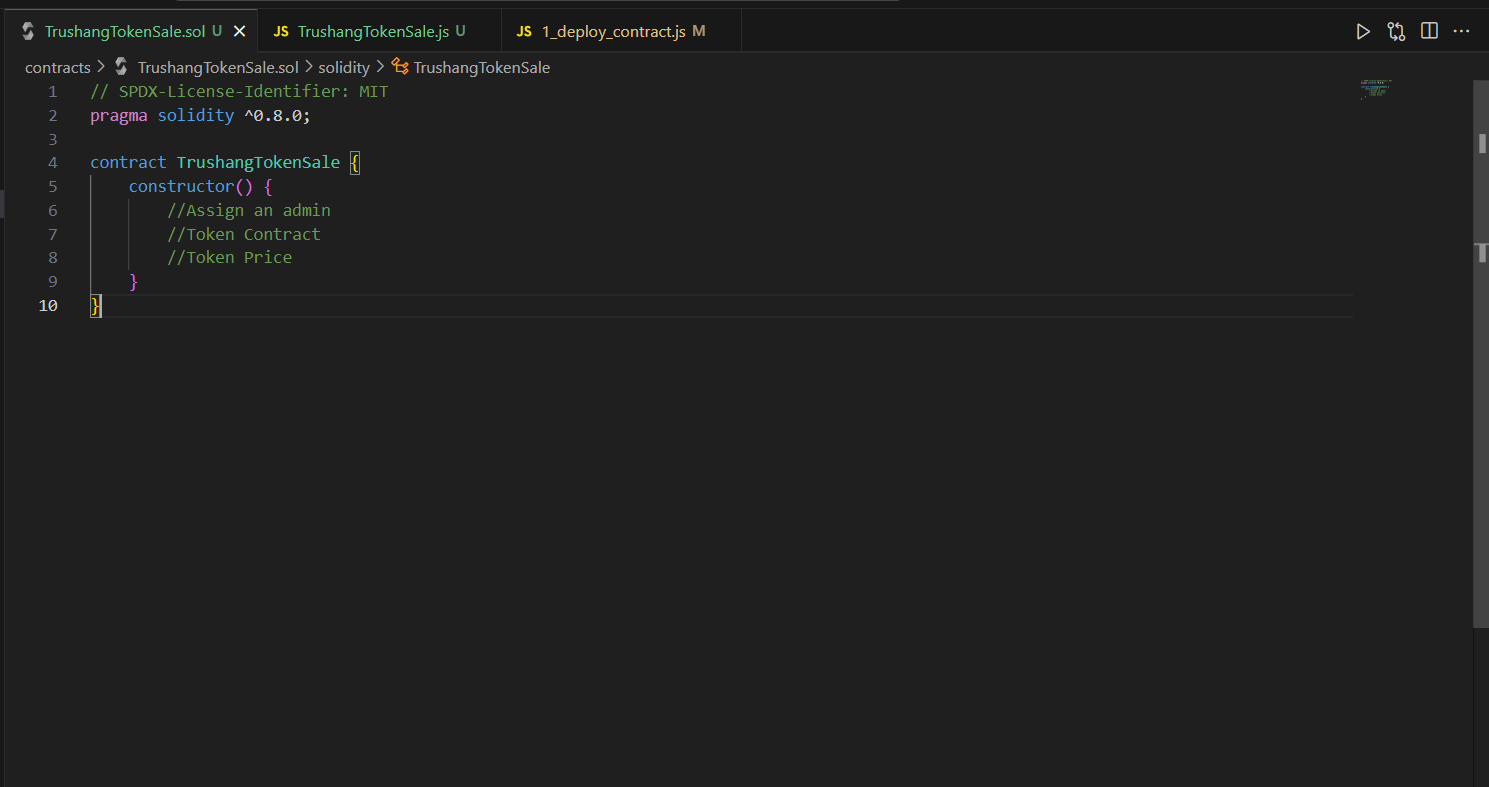 TrushangTokenSale.sol U
JS TrushangTokenSale.js U
JS 1_deploy_contract.js M
contracts > TrushangTokenSale.sol > solidity > TrushangTokenSale
1 // SPDX-License-Identifier: MIT
2 pragma solidity ^0.8.0;
3
4 contract TrushangTokenSale {
5 constructor() {
6 //Assign an admin
7 //Token Contract
8 //Token Price
9 }
10 }